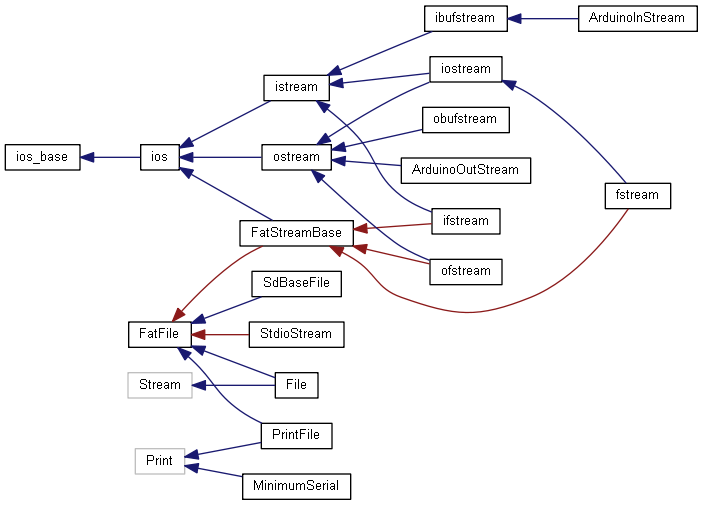 ibufstream
ArduinoInStream
iostream
istream
obufstream
ios_base
ios
ostream
ArduinoOutStream
fstream
ifstream
FatStreamBase
ofstream
SdBaseFile
FatFile
StdioStream
Stream
File
PrintFile
Print
MinimumSerial